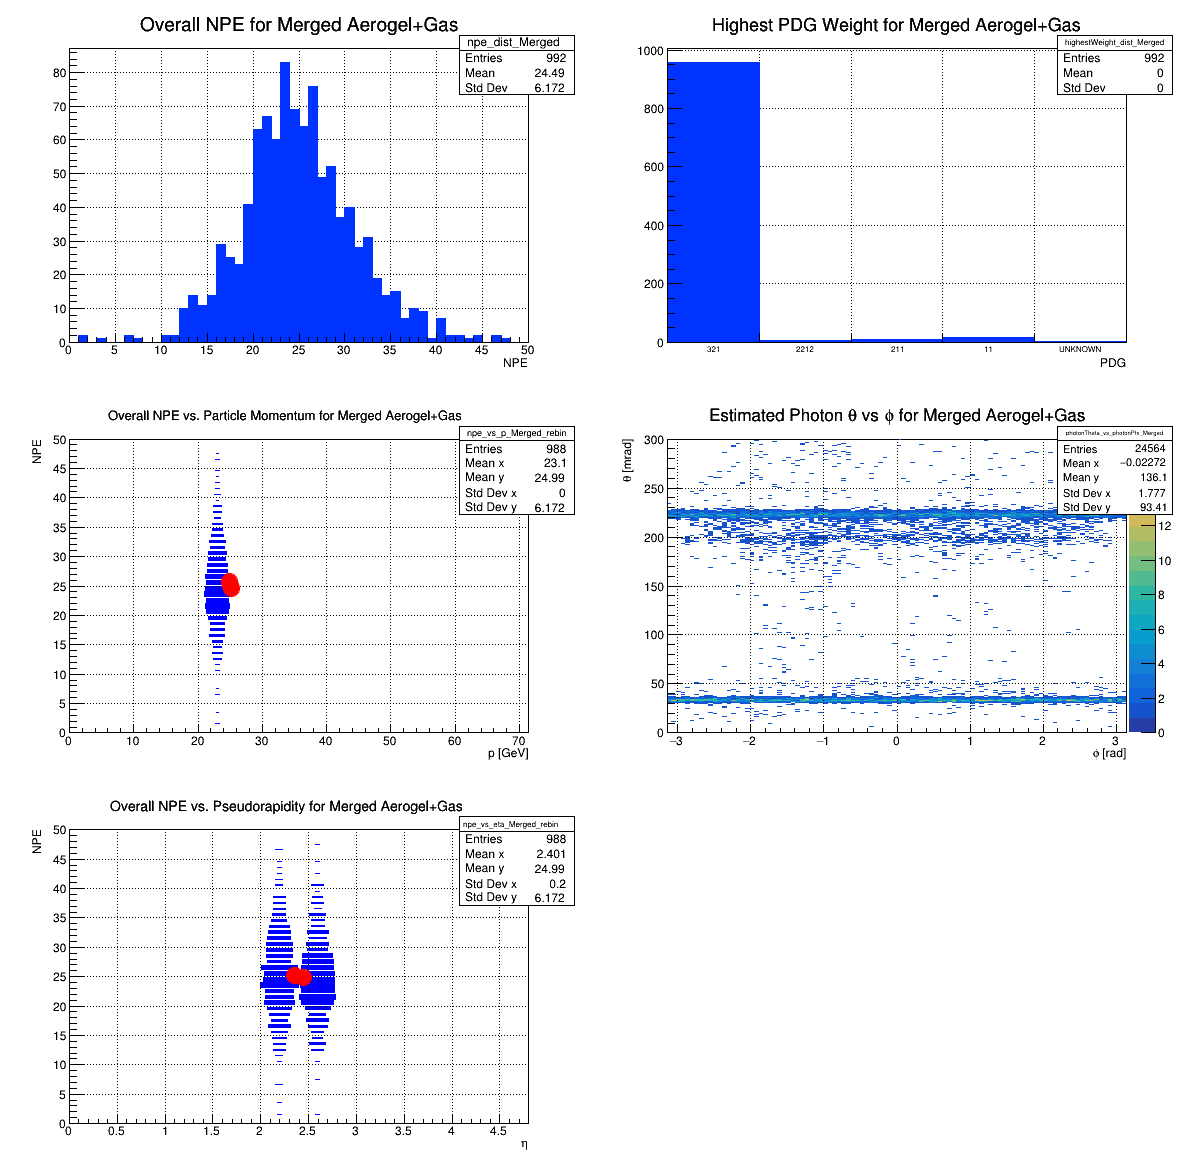 Overall NPE for Merged Aerogel+Gas
npe_dist_Merged
Entries 992
Mean 24.49
Std Dev 6.172
80
70
60
50
40
30
20
10
0
0 5 10 15 20 25 30 35 40 45 50
NPE
Highest PDG Weight for Merged Aerogel+Gas
highestWeight_dist_Merged
Entries 992
Mean 0
Std Dev 0
1000
800
600
400
200
0
321 2212 211 11 UNKNOWN
PDG
Overall NPE vs. Particle Momentum for Merged Aerogel+Gas
npe_vs_p_Merged_rebin
Entries 988
Mean x 23.1
Mean y 24.99
Std Dev x 0
Std Dev y 6.172
NPE
50
45
40
35
30
25
20
15
10
5
0
0 10 20 30 40 50 60 70
p [GeV]
Estimated Photon θ vs ϕ for Merged Aerogel+Gas
photonTheta_vs_photonPhi_Merged
Entries 24564
Mean x −0.02272
Mean y 136.1
Std Dev x 1.777
Std Dev y 93.41
θ [mrad]
300
250
200
150
100
50
0
−3 −2 −1 0 1 2 3
ϕ [rad]
12
10
8
6
4
2
0
Overall NPE vs. Pseudorapidity for Merged Aerogel+Gas
npe_vs_eta_Merged_rebin
Entries 988
Mean x 2.401
Mean y 24.99
Std Dev x 0.2
Std Dev y 6.172
NPE
50
45
40
35
30
25
20
15
10
5
0
0 0.5 1 1.5 2 2.5 3 3.5 4 4.5
η